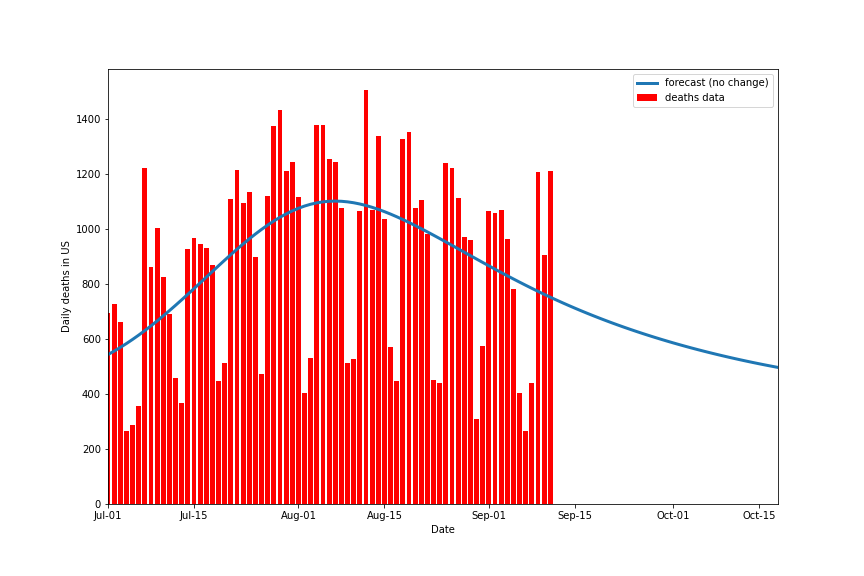 forecast (no change)
deaths data
Daily deaths in US
1400
1200
1000
800
600
400
200
0
Jul-01 Jul-15 Aug-01 Aug-15 Sep-01 Sep-15 Oct-01 Oct-15
Date